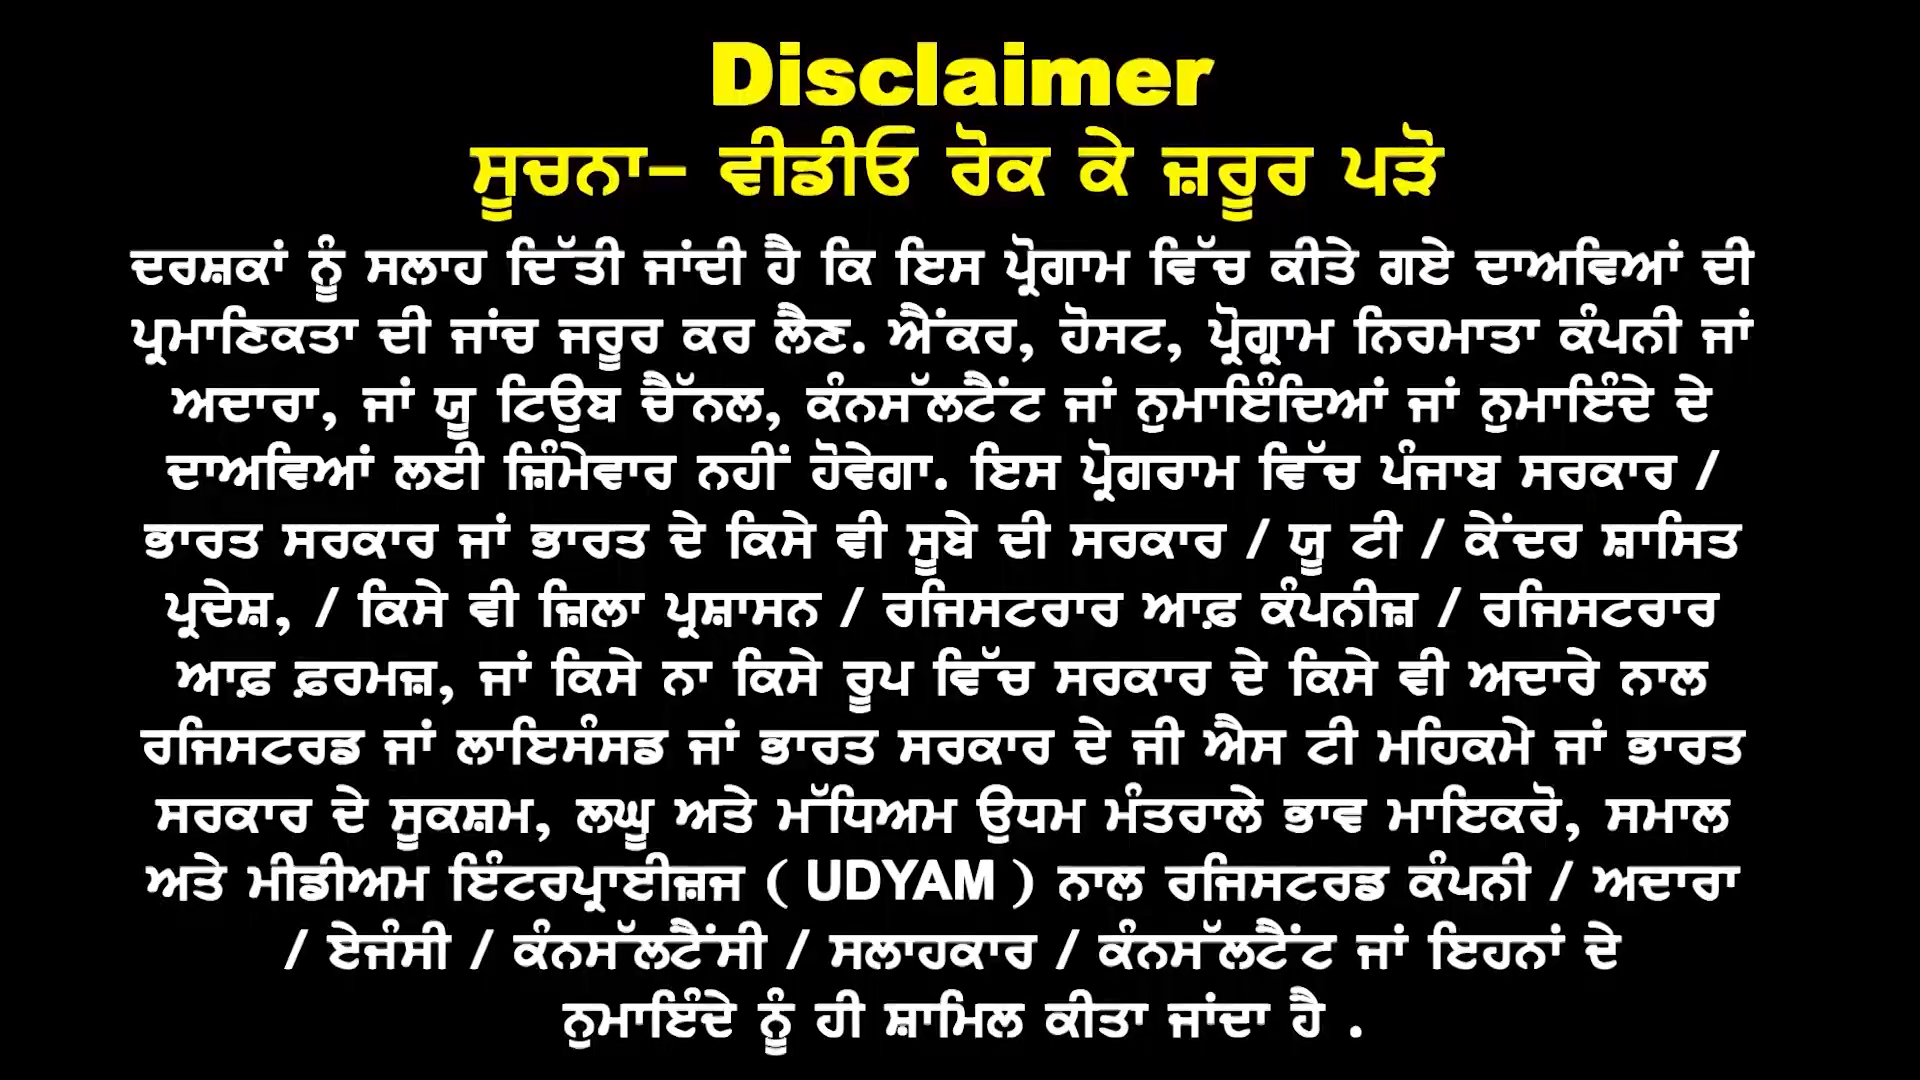 Disclaimer
ਸੂਚਨਾ- ਵੀਡੀਓ ਰੋਕ ਕੇ ਜ਼ਰੂਰ ਪੜੋ
ਦਰਸ਼ਕਾਂ ਨੂੰ ਸਲਾਹ ਦਿੱਤੀ ਜਾਂਦੀ ਹੈ ਕਿ ਇਸ ਪ੍ਰੋਗਾਮ ਵਿੱਚ ਕੀਤੇ ਗਏ ਦਾਅਵਿਆਂ ਦੀ
ਪ੍ਰਮਾਣਿਕਤਾ ਦੀ ਜਾਂਚ ਜਰੂਰ ਕਰ ਲੈਣ. ਐਂਕਰ, ਹੋਸਟ, ਪ੍ਰੋਗ੍ਰਾਮ ਨਿਰਮਾਤਾ ਕੰਪਨੀ ਜਾਂ
ਅਦਾਰਾ, ਜਾਂ ਯੂ ਟਿਉਬ ਚੈੱਨਲ, ਕੰਨਸੱਲਟੈਂਟ ਜਾਂ ਨੁਮਾਇੰਦਿਆਂ ਜਾਂ ਨੁਮਾਇੰਦੇ ਦੇ
ਦਾਅਵਿਆਂ ਲਈ ਜ਼ਿੰਮੇਵਾਰ ਨਹੀਂ ਹੋਵੇਗਾ. ਇਸ ਪ੍ਰੋਗਰਾਮ ਵਿੱਚ ਪੰਜਾਬ ਸਰਕਾਰ /
ਭਾਰਤ ਸਰਕਾਰ ਜਾਂ ਭਾਰਤ ਦੇ ਕਿਸੇ ਵੀ ਸੂਬੇ ਦੀ ਸਰਕਾਰ / ਯੂ ਟੀ / ਕੇਂਦਰ ਸ਼ਾਸਿਤ
ਪ੍ਰਦੇਸ਼, / ਕਿਸੇ ਵੀ ਜ਼ਿਲਾ ਪ੍ਰਸ਼ਾਸਨ / ਰਜਿਸਟਰਾਰ ਆਫ਼ ਕੰਪਨੀਜ਼ / ਰਜਿਸਟਰਾਰ
ਆਫ਼ ਫ਼ਰਮਜ਼, ਜਾਂ ਕਿਸੇ ਨਾ ਕਿਸੇ ਰੂਪ ਵਿੱਚ ਸਰਕਾਰ ਦੇ ਕਿਸੇ ਵੀ ਅਦਾਰੇ ਨਾਲ
ਰਜਿਸਟਰਡ ਜਾਂ ਲਾਇਸੰਸਡ ਜਾਂ ਭਾਰਤ ਸਰਕਾਰ ਦੇ ਜੀ ਐਸ ਟੀ ਮਹਿਕਮੇ ਜਾਂ ਭਾਰਤ
ਸਰਕਾਰ ਦੇ ਸੂਕਸ਼ਮ, ਲਘੂ ਅਤੇ ਮੱਧਿਅਮ ਉਧਮ ਮੰਤਰਾਲੇ ਭਾਵ ਮਾਇਕਰੋ, ਸਮਾਲ
ਅਤੇ ਮੀਡੀਅਮ ਇੰਟਰਪ੍ਰਾਈਜ਼ਜ ( UDYAM ) ਨਾਲ ਰਜਿਸਟਰਡ ਕੰਪਨੀ / ਅਦਾਰਾ
/ ਏਜੰਸੀ / ਕੰਨਸੱਲਟੈਂਸੀ / ਸਲਾਹਕਾਰ / ਕੰਨਸੱਲਟੈਂਟ ਜਾਂ ਇਹਨਾਂ ਦੇ
ਨੁਮਾਇੰਦੇ ਨੂੰ ਹੀ ਸ਼ਾਮਿਲ ਕੀਤਾ ਜਾਂਦਾ ਹੈ .